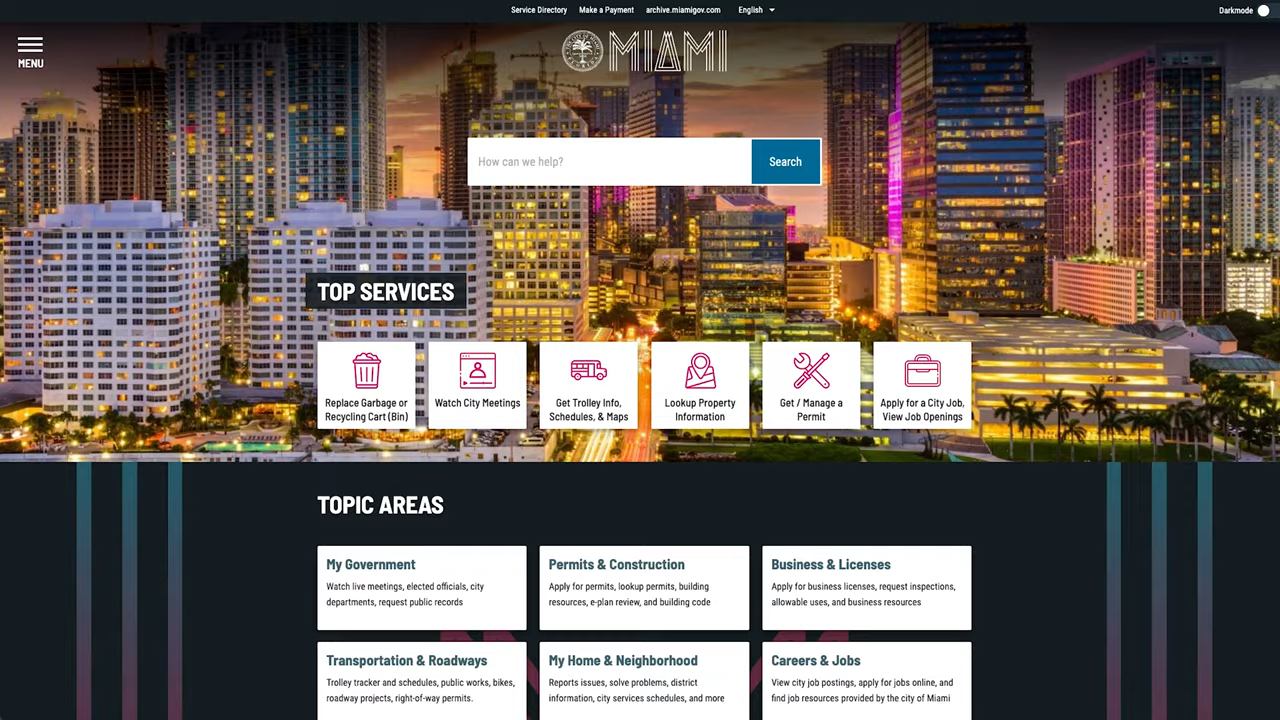 Service Directory Make a Payment archive.miamigov.com English Darkmode
MENU
MIAMI
How can we help? Search
TOP SERVICES
Replace Garbage or
Recycling Cart (Bin)
Watch City Meetings
Get Trolley Info,
Schedules, & Maps
Lookup Property
Information
Get / Manage a
Permit
Apply for a City Job,
View Job Openings
TOPIC AREAS
My Government
Watch live meetings, elected officials, city
departments, request public records
Permits & Construction
Apply for permits, lookup permits, building
resources, e-plan review, and building code
Business & Licenses
Apply for business licenses, request inspections,
allowable uses, and business resources
Transportation & Roadways
Trolley tracker and schedules, public works, bikes,
roadway projects, right-of-way permits.
My Home & Neighborhood
Reports issues, solve problems, district
information, city services schedules, and more
Careers & Jobs
View city job postings, apply for jobs online, and
find job resources provided by the city of Miami